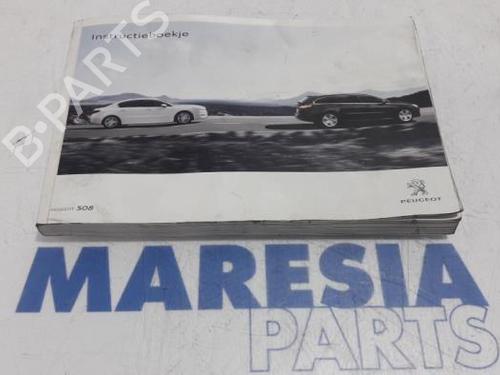 Instructieboekje
B-PARTS
PEUGEOT
PEUGEOT 508
MARESIA
PARTS